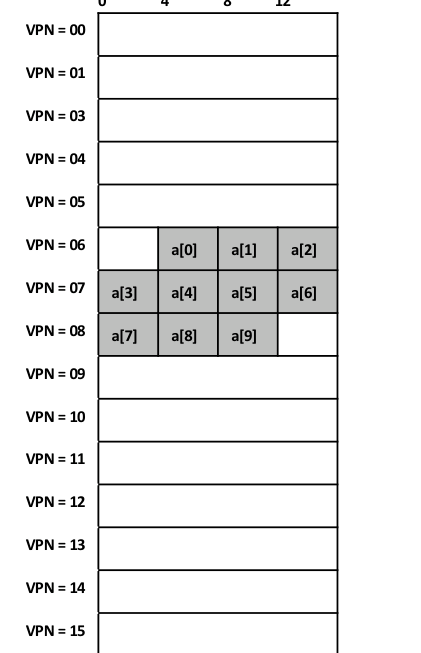 0 4 8 12
VPN = 00
VPN = 01
VPN = 03
VPN = 04
VPN = 05
VPN = 06 a[0] a[1] a[2]
VPN = 07 a[3] a[4] a[5] a[6]
VPN = 08 a[7] a[8] a[9]
VPN = 09
VPN = 10
VPN = 11
VPN = 12
VPN = 13
VPN = 14
VPN = 15